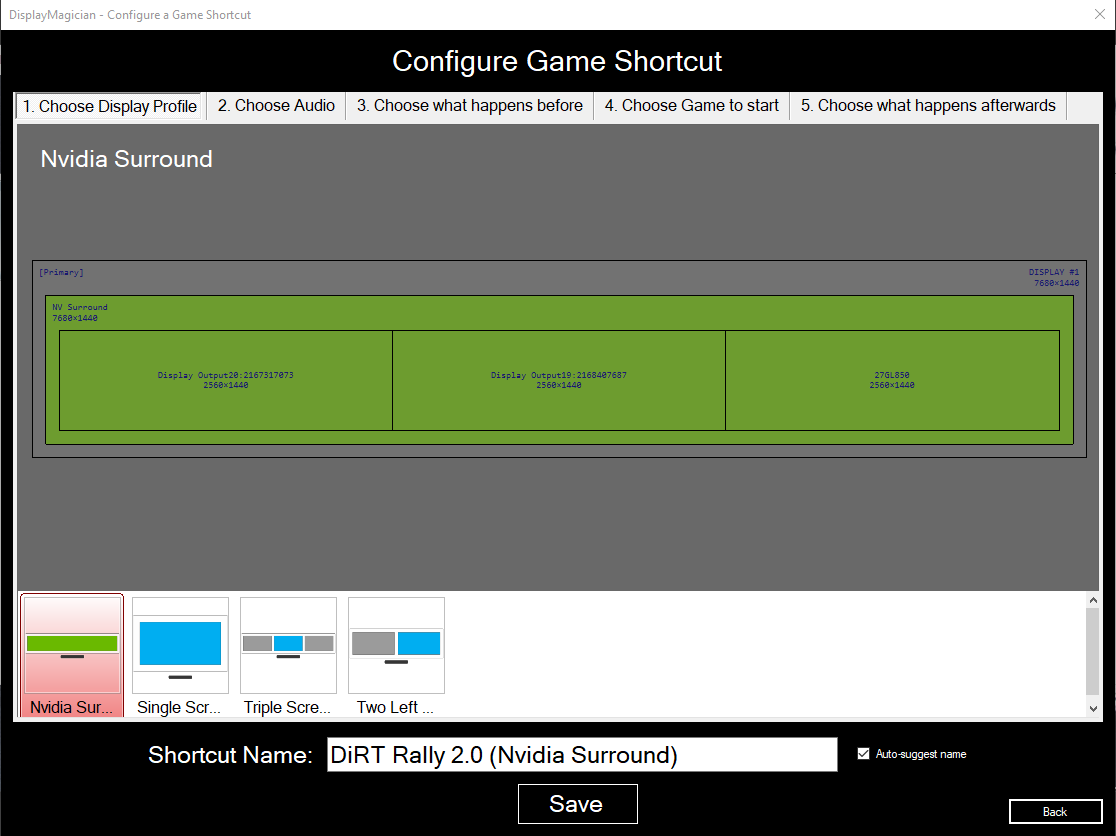 DisplayMagician - Configure a Game Shortcut
Configure Game Shortcut
1. Choose Display Profile 2. Choose Audio 3. Choose what happens before 4. Choose Game to start 5. Choose what happens afterwards
Nvidia Surround
[Primary] DISPLAY #1
7680×1440
NV Surround
7680×1440
Display Output20:2167317073 Display Output19:2168407687 27GL850
2560×1440 2560×1440 2560×1440
Nvidia Sur... Single Scr... Triple Scre... Two Left ...
Shortcut Name: DiRT Rally 2.0 (Nvidia Surround) Auto-suggest name
Save
Back